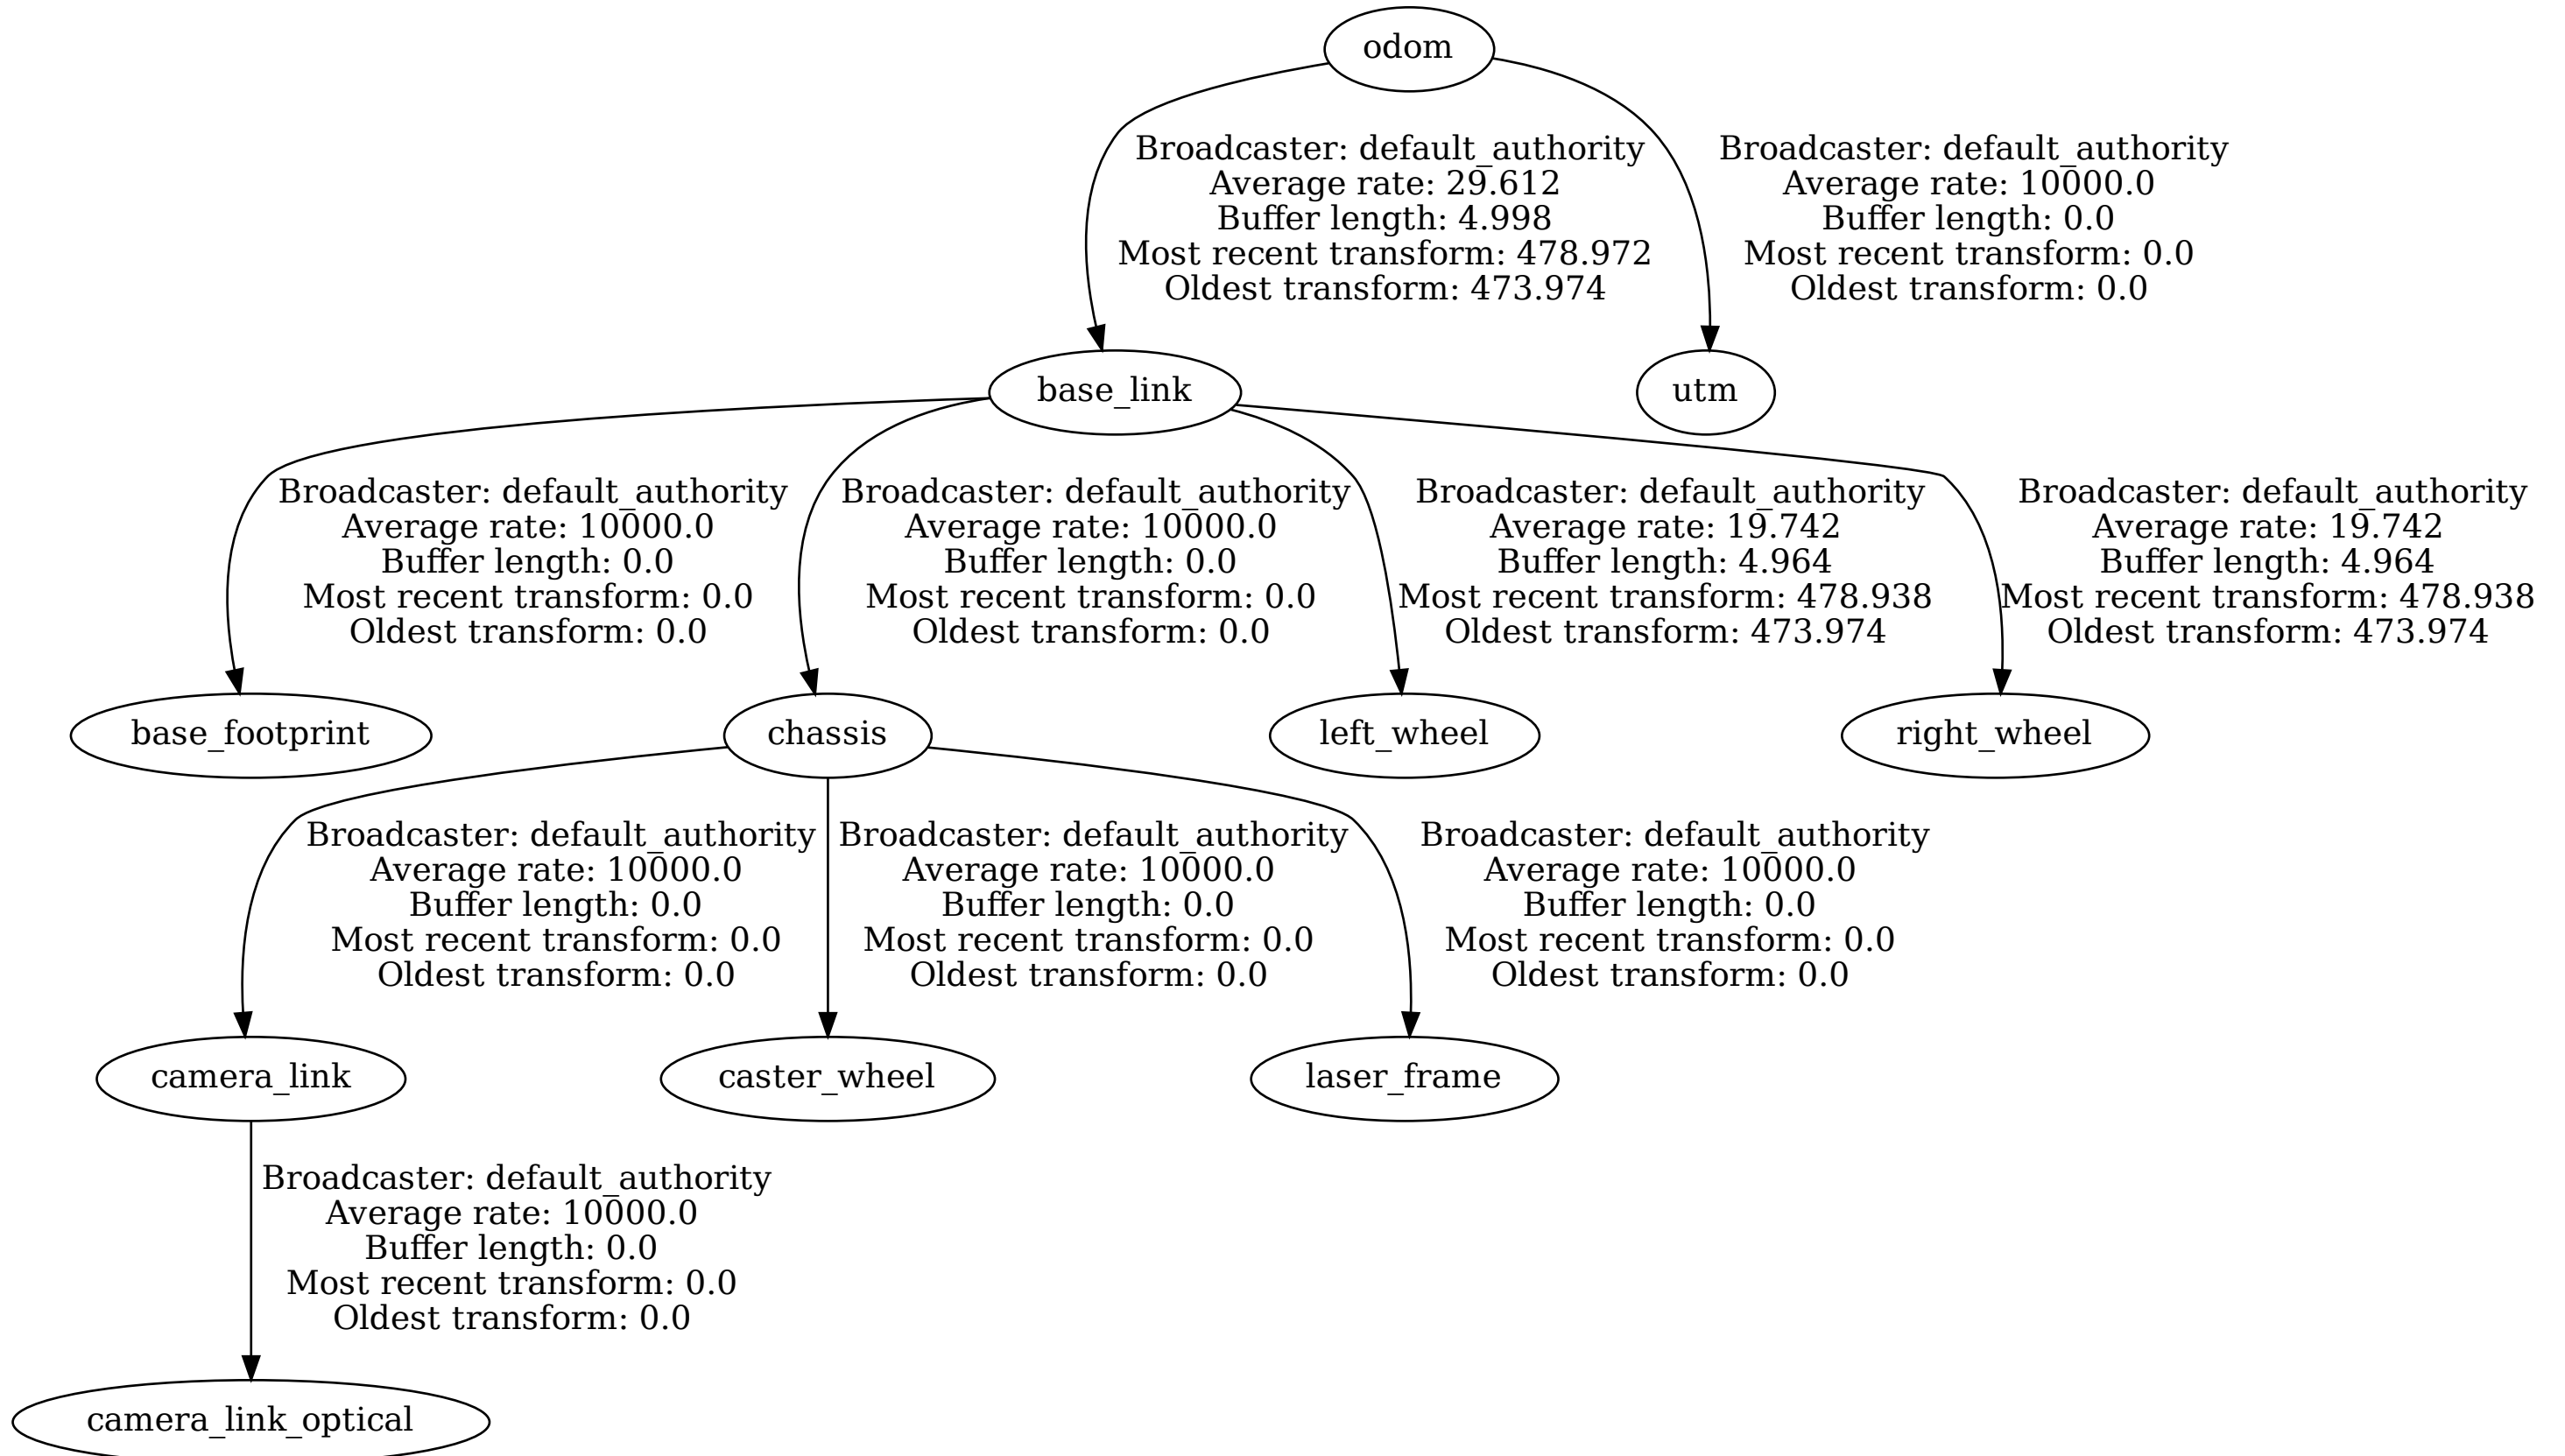 odom
Broadcaster: default_authority
Average rate: 29.612
Buffer length: 4.998
Most recent transform: 478.972
Oldest transform: 473.974
Broadcaster: default_authority
Average rate: 10000.0
Buffer length: 0.0
Most recent transform: 0.0
Oldest transform: 0.0
base_link
utm
Broadcaster: default_authority
Average rate: 10000.0
Buffer length: 0.0
Most recent transform: 0.0
Oldest transform: 0.0
Broadcaster: default_authority
Average rate: 10000.0
Buffer length: 0.0
Most recent transform: 0.0
Oldest transform: 0.0
Broadcaster: default_authority
Average rate: 19.742
Buffer length: 4.964
Most recent transform: 478.938
Oldest transform: 473.974
Broadcaster: default_authority
Average rate: 19.742
Buffer length: 4.964
Most recent transform: 478.938
Oldest transform: 473.974
base_footprint
chassis
left_wheel
right_wheel
Broadcaster: default_authority
Average rate: 10000.0
Buffer length: 0.0
Most recent transform: 0.0
Oldest transform: 0.0
Broadcaster: default_authority
Average rate: 10000.0
Buffer length: 0.0
Most recent transform: 0.0
Oldest transform: 0.0
Broadcaster: default_authority
Average rate: 10000.0
Buffer length: 0.0
Most recent transform: 0.0
Oldest transform: 0.0
camera_link
caster_wheel
laser_frame
Broadcaster: default_authority
Average rate: 10000.0
Buffer length: 0.0
Most recent transform: 0.0
Oldest transform: 0.0
camera_link_optical